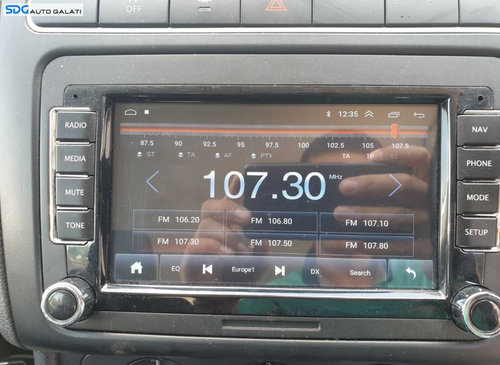 SDG AUTO GALATI
OFF
RADIO
MEDIA
MUTE
TONE
12:35
87.5 90 92.5 95 97.5 100 102.5 105 107.5
ST TA AF PTY TA TP ST
107.30 MHz
FM 106.20 FM 106.80 FM 107.10
FM 107.30 FM 107.50 FM 107.80
EQ Europe1 DX Search
NAV
PHONE
MODE
SETUP